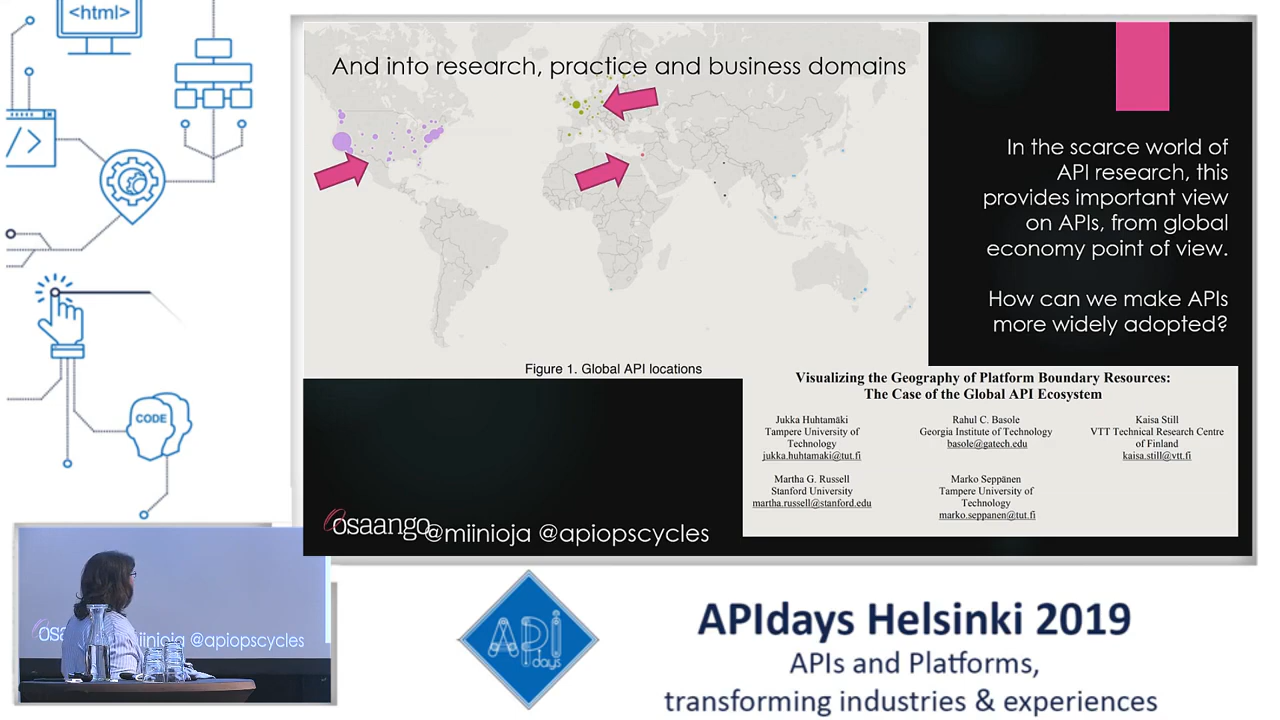 <html>
And into research, practice and business domains
In the scarce world of
API research, this
provides important view
on APIs, from global
economy point of view.
How can we make APIs
more widely adopted?
</>
CODE
Figure 1. Global API locations
Visualizing the Geography of Platform Boundary Resources:
The Case of the Global API Ecosystem
Jukka Huhtamäki
Tampere University of
Technology
jukka.huhtamaki@tut.fi
Rahul C. Basole
Georgia Institute of Technology
basole@gatech.edu
Kaisa Still
VTT Technical Research Centre
of Finland
kaisa.still@vtt.fi
Martha G. Russell
Stanford University
martha.russell@stanford.edu
Marko Seppänen
Tampere University of
Technology
marko.seppanen@tut.fi
osaango @miinioja @apiopscycles
osa iinioja @apiopscycles
API
days
APIdays Helsinki 2019
APIs and Platforms,
transforming industries & experiences